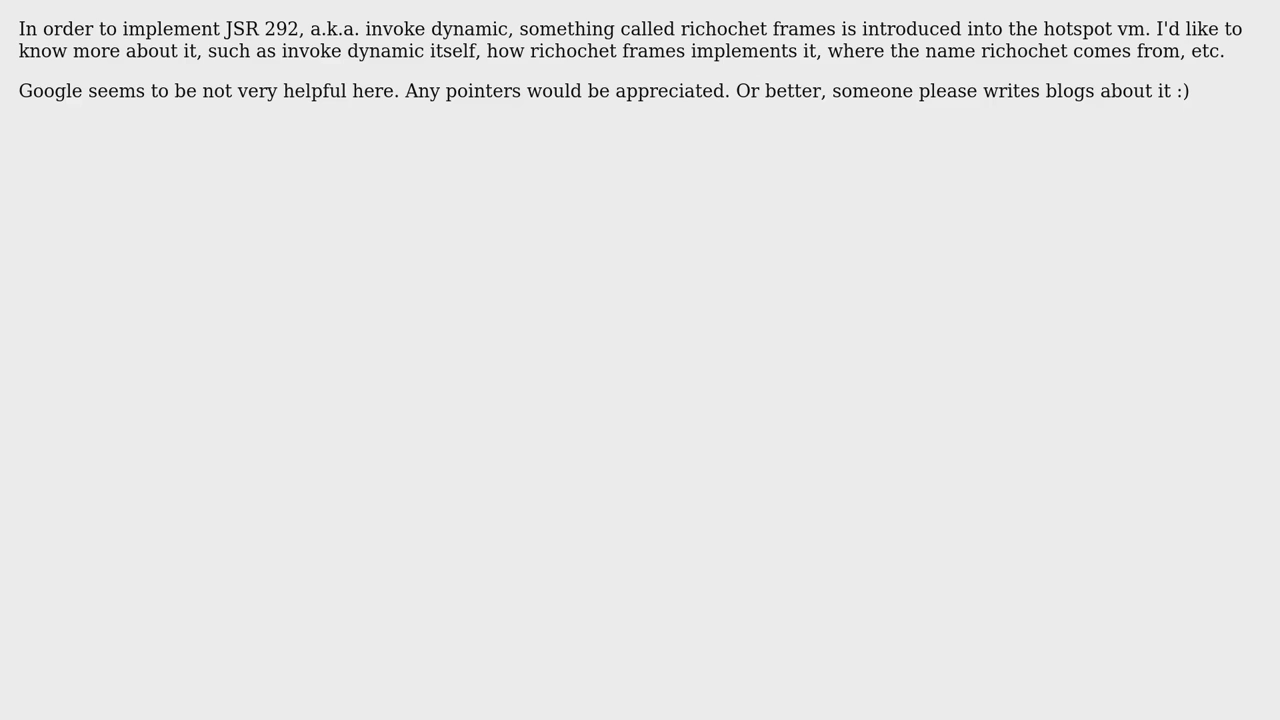 In order to implement JSR 292, a.k.a. invoke dynamic, something called richochet frames is introduced into the hotspot vm. I'd like to
know more about it, such as invoke dynamic itself, how richochet frames implements it, where the name richochet comes from, etc.
Google seems to be not very helpful here. Any pointers would be appreciated. Or better, someone please writes blogs about it :)